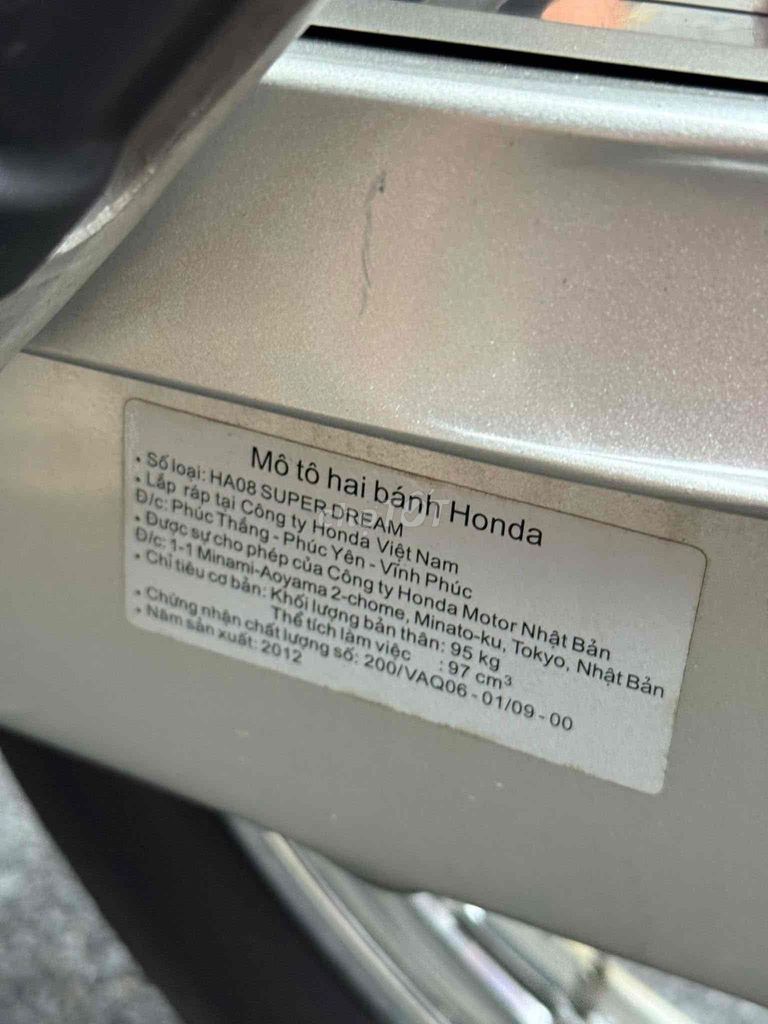 Mô tô hai bánh Honda
• Số loại: HA08 SUPER DREAM
• Lắp ráp tại Công ty Honda Việt Nam
Đ/c: Phúc Thắng - Phúc Yên - Vĩnh Phúc
• Được sự cho phép của Công ty Honda Motor Nhật Bản
Đ/c: 1-1 Minami-Aoyama 2-chome, Minato-ku, Tokyo, Nhật Bản
• Chỉ tiêu cơ bản: Khối lượng bản thân: 95 kg
Thể tích làm việc : 97 cm³
• Chứng nhận chất lượng số: 200/VAQ06 - 01/09 - 00
• Năm sản xuất: 2012